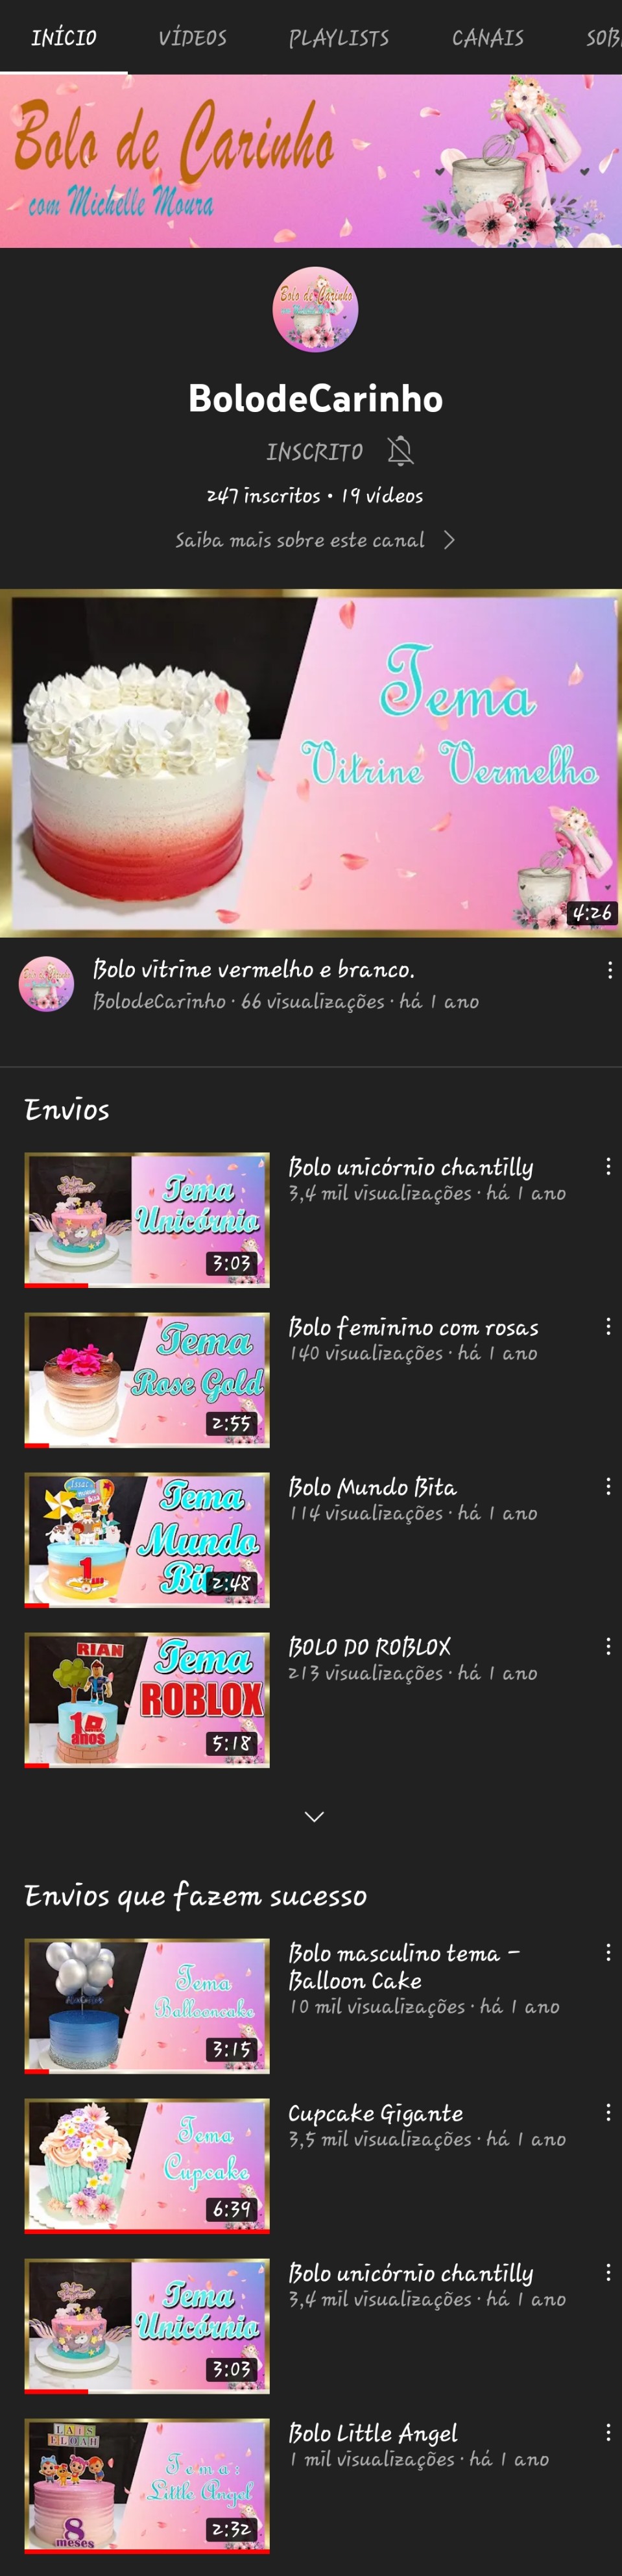 INÍCIO VÍDEOS PLAYLISTS CANAIS SOB
Bolo de Carinho
com Michelle Moura
Bolo de Carinho
BolodeCarinho
INSCRITO
247 inscritos • 19 vídeos
Saiba mais sobre este canal
Tema
Vitrine Vermelho
4:26
Bolo vitrine vermelho e branco.
BolodeCarinho · 66 visualizações · há 1 ano
Envios
Tema
Unicórnio
3:03
Bolo unicórnio chantilly
3,4 mil visualizações · há 1 ano
Tema
Rose Gold
2:55
Bolo feminino com rosas
140 visualizações · há 1 ano
Tema
Mundo
Bit
2:48
1
Bolo Mundo Bita
114 visualizações · há 1 ano
RIAN
Tema
ROBLOX
anos
5:18
BOLO DO ROBLOX
213 visualizações · há 1 ano
Envios que fazem sucesso
Tema
Ballooncake
3:15
Bolo masculino tema –
Balloon Cake
10 mil visualizações · há 1 ano
Tema
Cupcake
6:39
Cupcake Gigante
3,5 mil visualizações · há 1 ano
Tema
Unicórnio
3:03
Bolo unicórnio chantilly
3,4 mil visualizações · há 1 ano
LAÍS
ELOAH
Tema:
Little Angel
8
meses
2:32
Bolo Little Angel
1 mil visualizações · há 1 ano